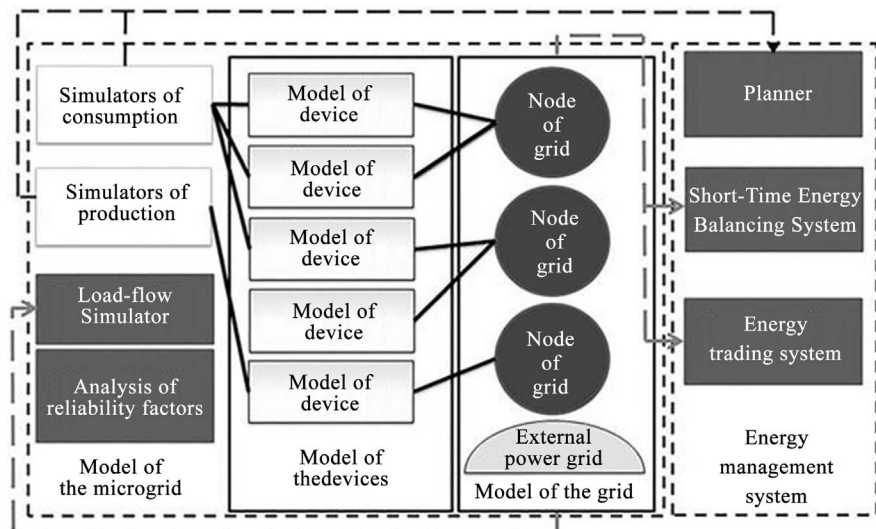 Simulators of
consumption
Simulators of
production
Load-flow
Simulator
Analysis of
reliability factors
Model of
the microgrid
Model of
device
Model of
device
Model of
device
Model of
device
Model of
device
Model of
thedevices
Node
of
grid
Node
of
grid
Node
of
grid
External
power grid
Model of the grid
Planner
Short-Time Energy
Balancing System
Energy
trading system
Energy
management
system